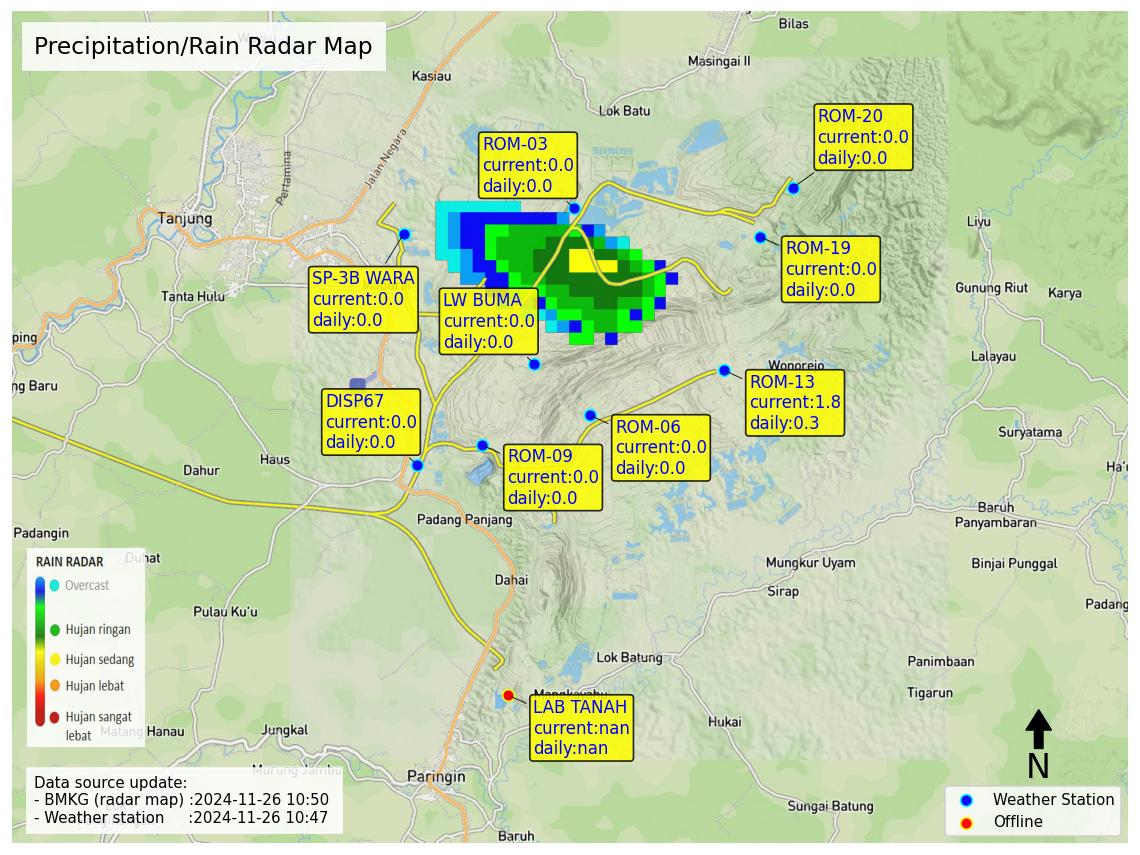 Precipitation/Rain Radar Map
Bilas
Masingai II
Kasiau
Lok Batu
Jalan Negara
Pertamina
Tanjung
Tanta Hulu
ROM-03
current:0.0
daily:0.0
ROM-20
current:0.0
daily:0.0
ROM-19
current:0.0
daily:0.0
SP-3B WARA
current:0.0
daily:0.0
LW BUMA
current:0.0
daily:0.0
Liyu
Gunung Riut
Karya
Lalayau
ping
ng Baru
Wonorejo
ROM-13
current:1.8
daily:0.3
DISP67
current:0.0
daily:0.0
ROM-06
current:0.0
daily:0.0
ROM-09
current:0.0
daily:0.0
Suryatama
Ha'u
Haus
Dahur
Padang Panjang
Baruh
Panyambaran
Padangin
Duhat
Dahai
Mungkur Uyam
Binjai Punggal
Sirap
Padang
Pulau Ku'u
RAIN RADAR
Overcast
Hujan ringan
Hujan sedang
Hujan lebat
Hujan sangat
lebat
Lok Batung
Panimbaan
Tigarun
Mangkayahu
LAB TANAH
current:nan
daily:nan
Hukai
Matang Hanau
Jungkal
Murung Jambu
Paringin
Sungai Batung
Baruh
Data source update:
- BMKG (radar map) :2024-11-26 10:50
- Weather station :2024-11-26 10:47
N
Weather Station
Offline